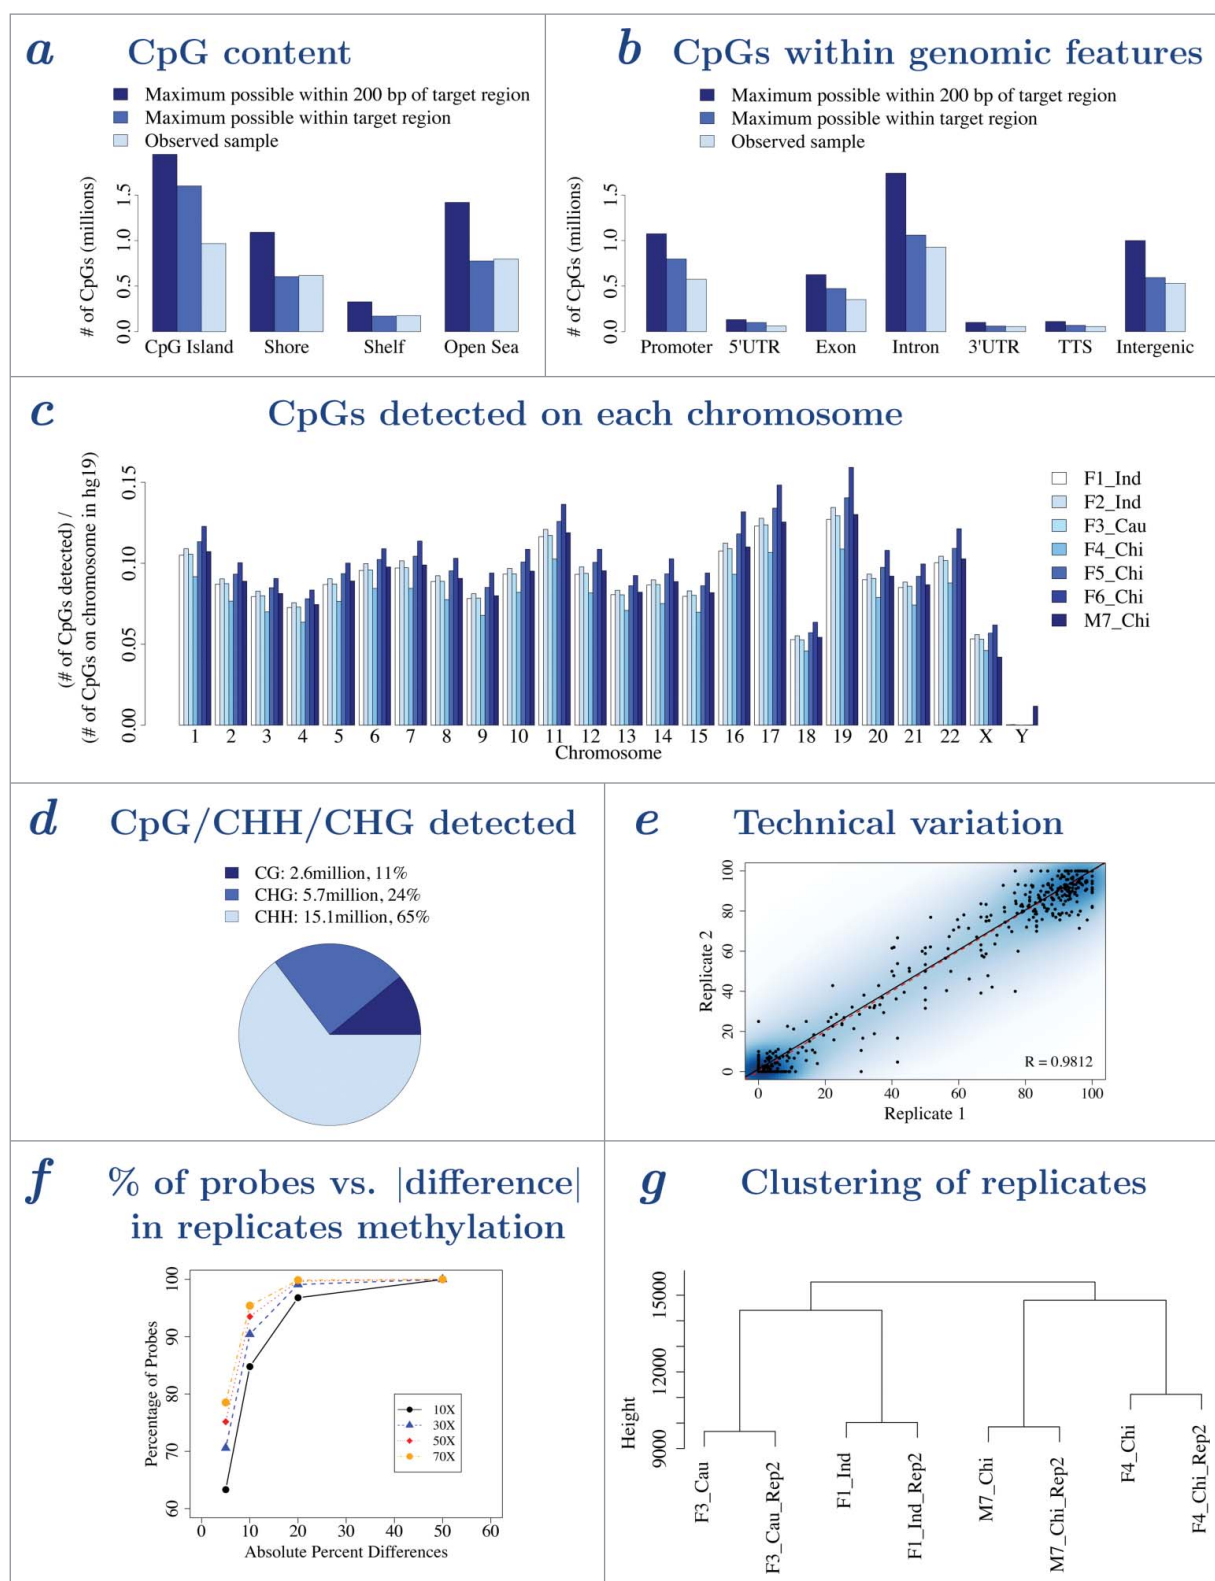 a CpG content
Maximum possible within 200 bp of target region
Maximum possible within target region
Observed sample
# of CpGs (millions)
1.5
1.0
0.5
0.0
CpG Island Shore Shelf Open Sea
b CpGs within genomic features
Maximum possible within 200 bp of target region
Maximum possible within target region
Observed sample
# of CpGs (millions)
1.5
1.0
0.5
0.0
Promoter 5'UTR Exon Intron 3'UTR TTS Intergenic
c CpGs detected on each chromosome
(# of CpGs detected) /
(# of CpGs on chromosome in hg19)
0.15
0.10
0.05
0.00
1 2 3 4 5 6 7 8 9 10 11 12 13 14 15 16 17 18 19 20 21 22 X Y
Chromosome
F1_Ind
F2_Ind
F3_Cau
F4_Chi
F5_Chi
F6_Chi
M7_Chi
d CpG/CHH/CHG detected
CG: 2.6million, 11%
CHG: 5.7million, 24%
CHH: 15.1million, 65%
e Technical variation
Replicate 2
100
80
60
40
20
0
R = 0.9812
0 20 40 60 80 100
Replicate 1
f % of probes vs. |difference|
in replicates methylation
Percentage of Probes
100
90
80
70
60
10X
30X
50X
70X
0 10 20 30 40 50 60
Absolute Percent Differences
g Clustering of replicates
Height
15000
12000
9000
F3_Cau
F3_Cau_Rep2
F1_Ind
F1_Ind_Rep2
M7_Chi
M7_Chi_Rep2
F4_Chi
F4_Chi_Rep2